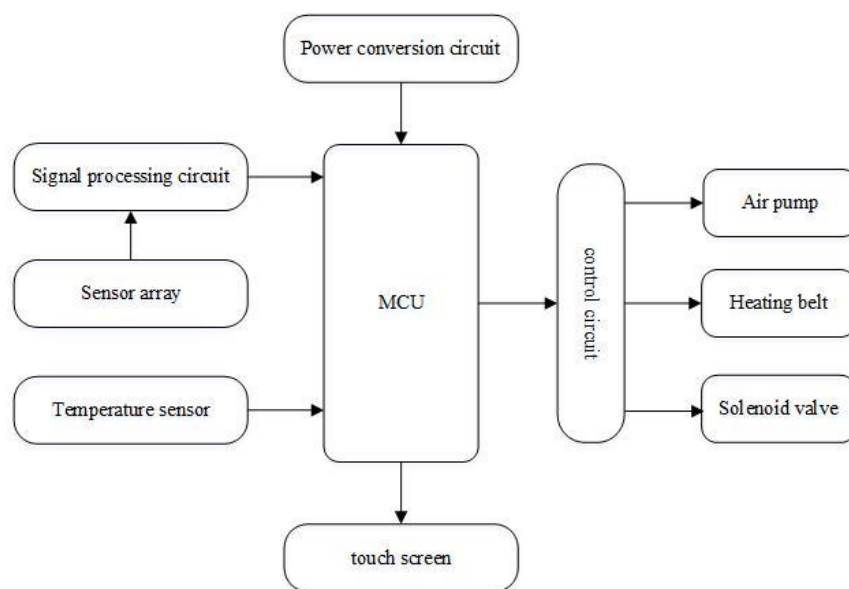 Power conversion circuit
Signal processing circuit
Air pump
Sensor array
MCU
control circuit
Heating belt
Temperature sensor
Solenoid valve
touch screen